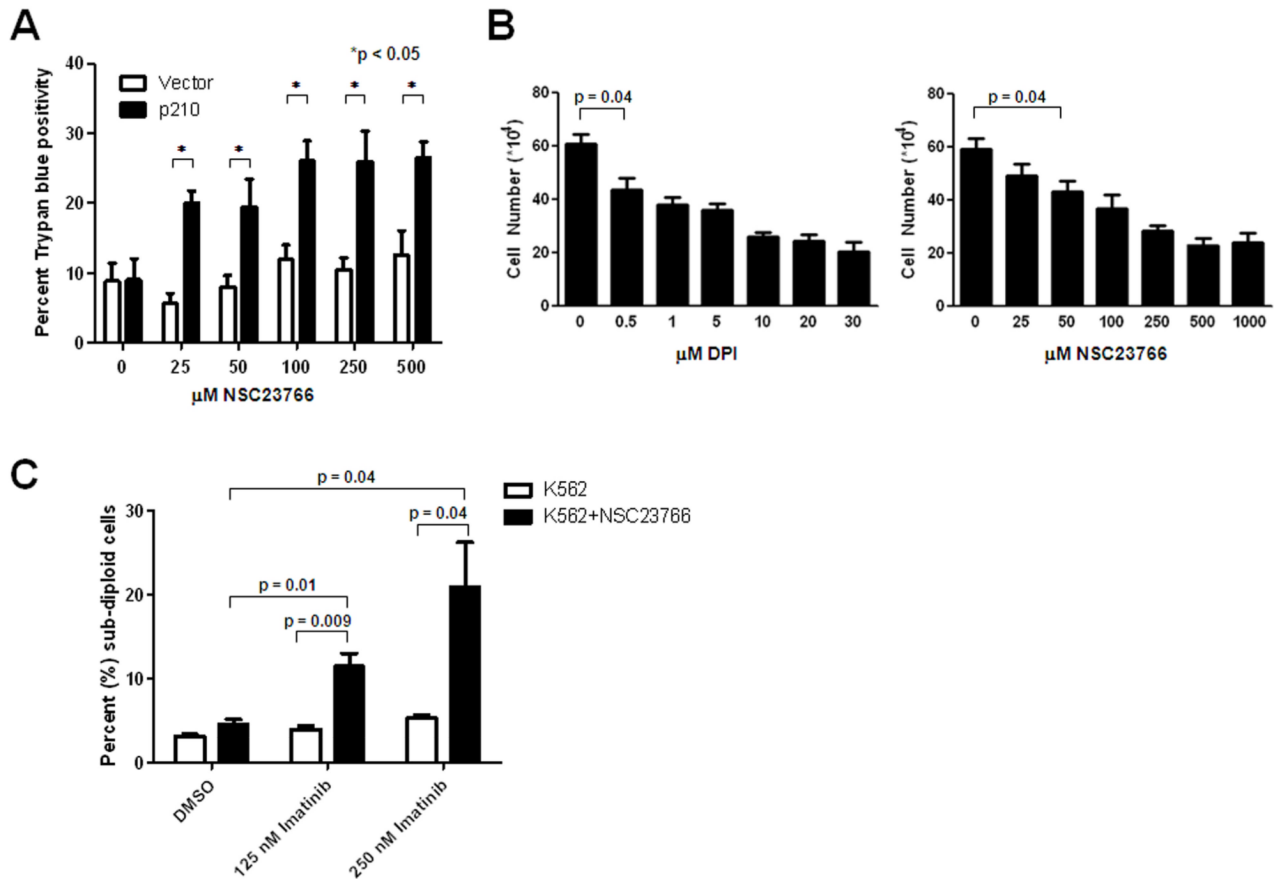 A
*p < 0.05
Percent Trypan blue positivity
40
30
20
10
0
Vector
p210
* * * * *
0 25 50 100 250 500
µM NSC23766
B
p = 0.04
Cell Number (*10⁴)
80
60
40
20
0
0 0.5 1 5 10 20 30
µM DPI
p = 0.04
Cell Number (*10⁴)
80
60
40
20
0
0 25 50 100 250 500 1000
µM NSC23766
C
p = 0.04
K562
K562+NSC23766
p = 0.04
p = 0.01
p = 0.009
Percent (%) sub-diploid cells
30
20
10
0
DMSO
125 nM Imatinib
250 nM Imatinib